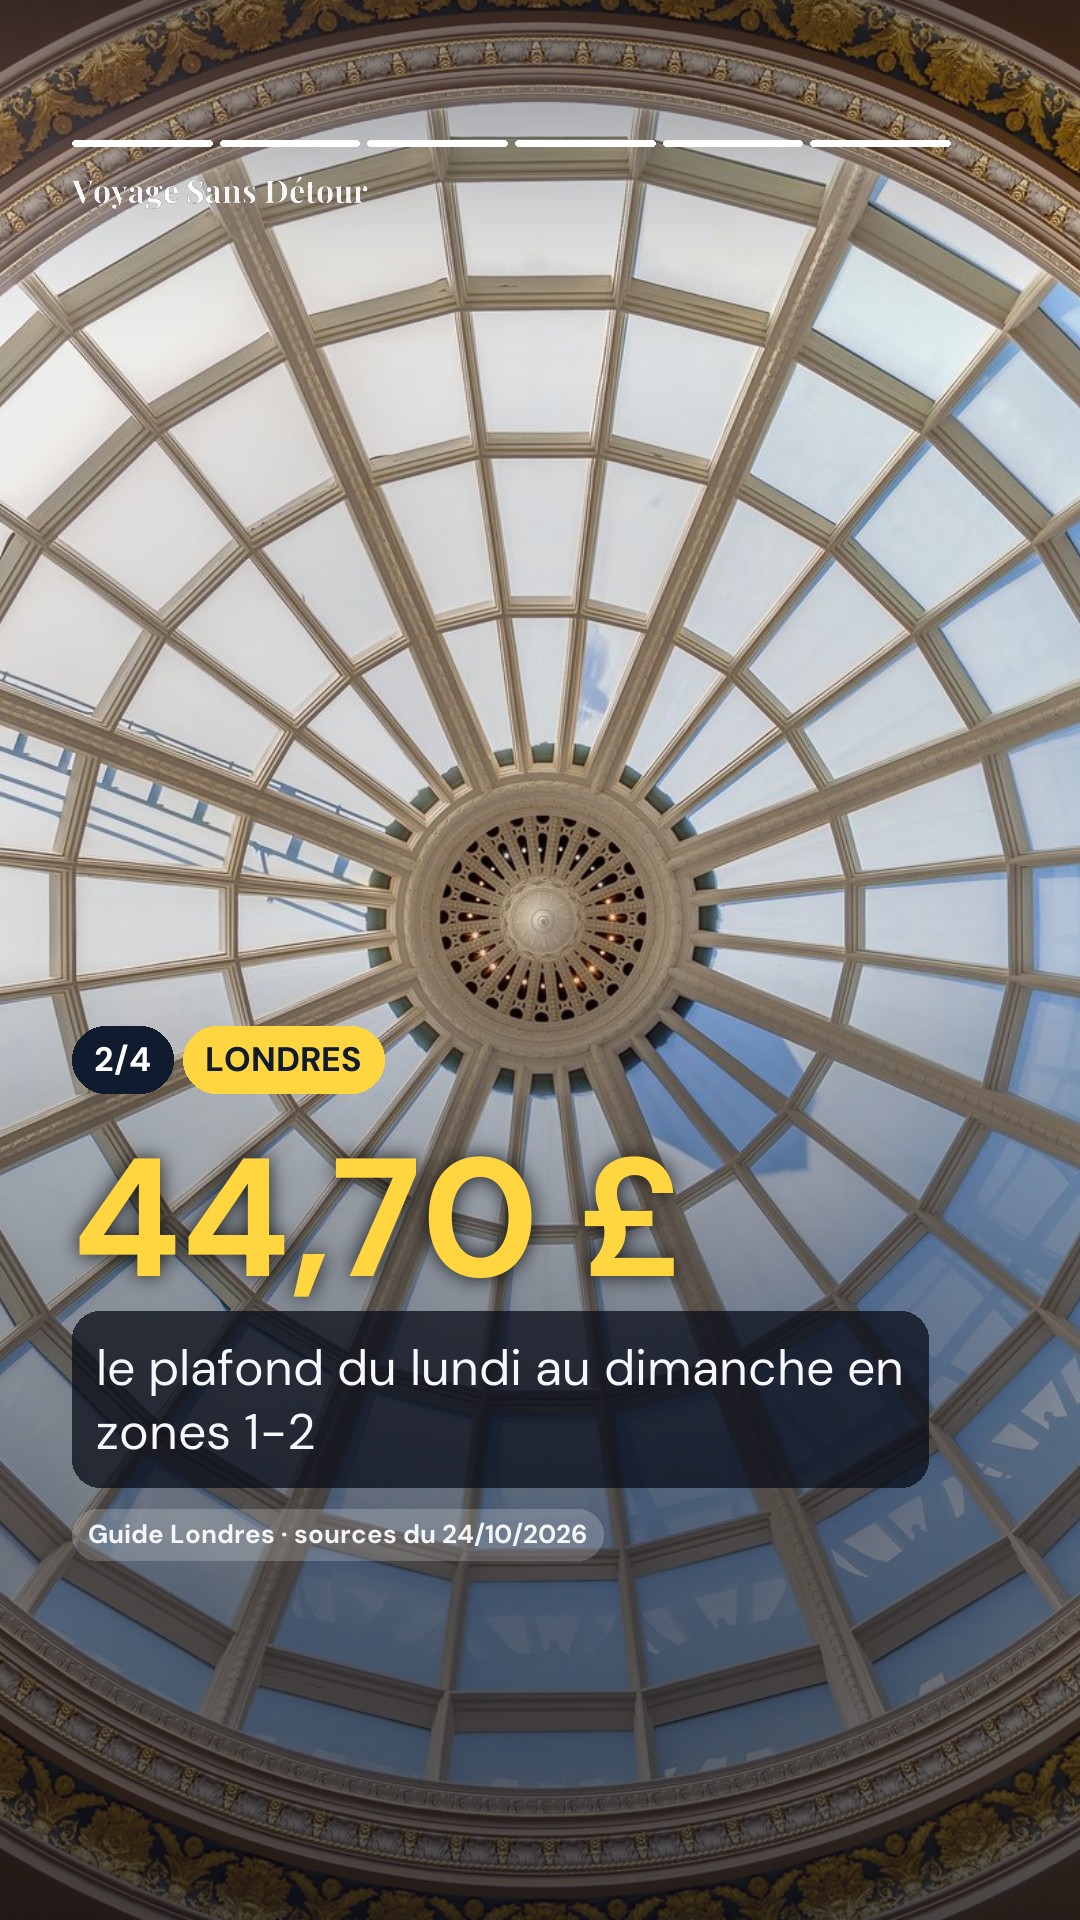 Voyage Sans Détour
2/4 LONDRES
44,70 £
le plafond du lundi au dimanche en
zones 1–2
Guide Londres · sources du 24/10/2026